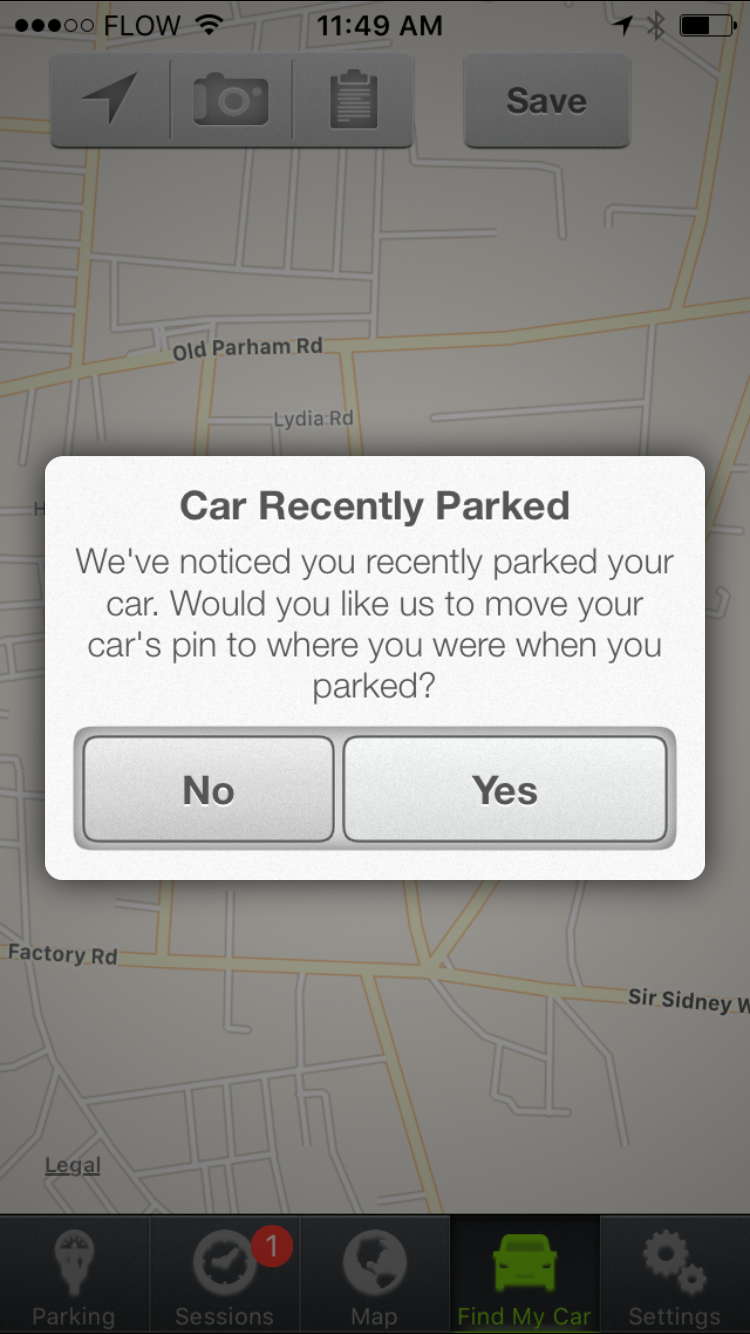 FLOW
11:49 AM
Save
Old Parham Rd
Lydia Rd
H
Car Recently Parked
We've noticed you recently parked your
car. Would you like us to move your
car's pin to where you were when you
parked?
No
Yes
Factory Rd
Sir Sidney W
Legal
1
Parking
Sessions
Map
Find My Car
Settings